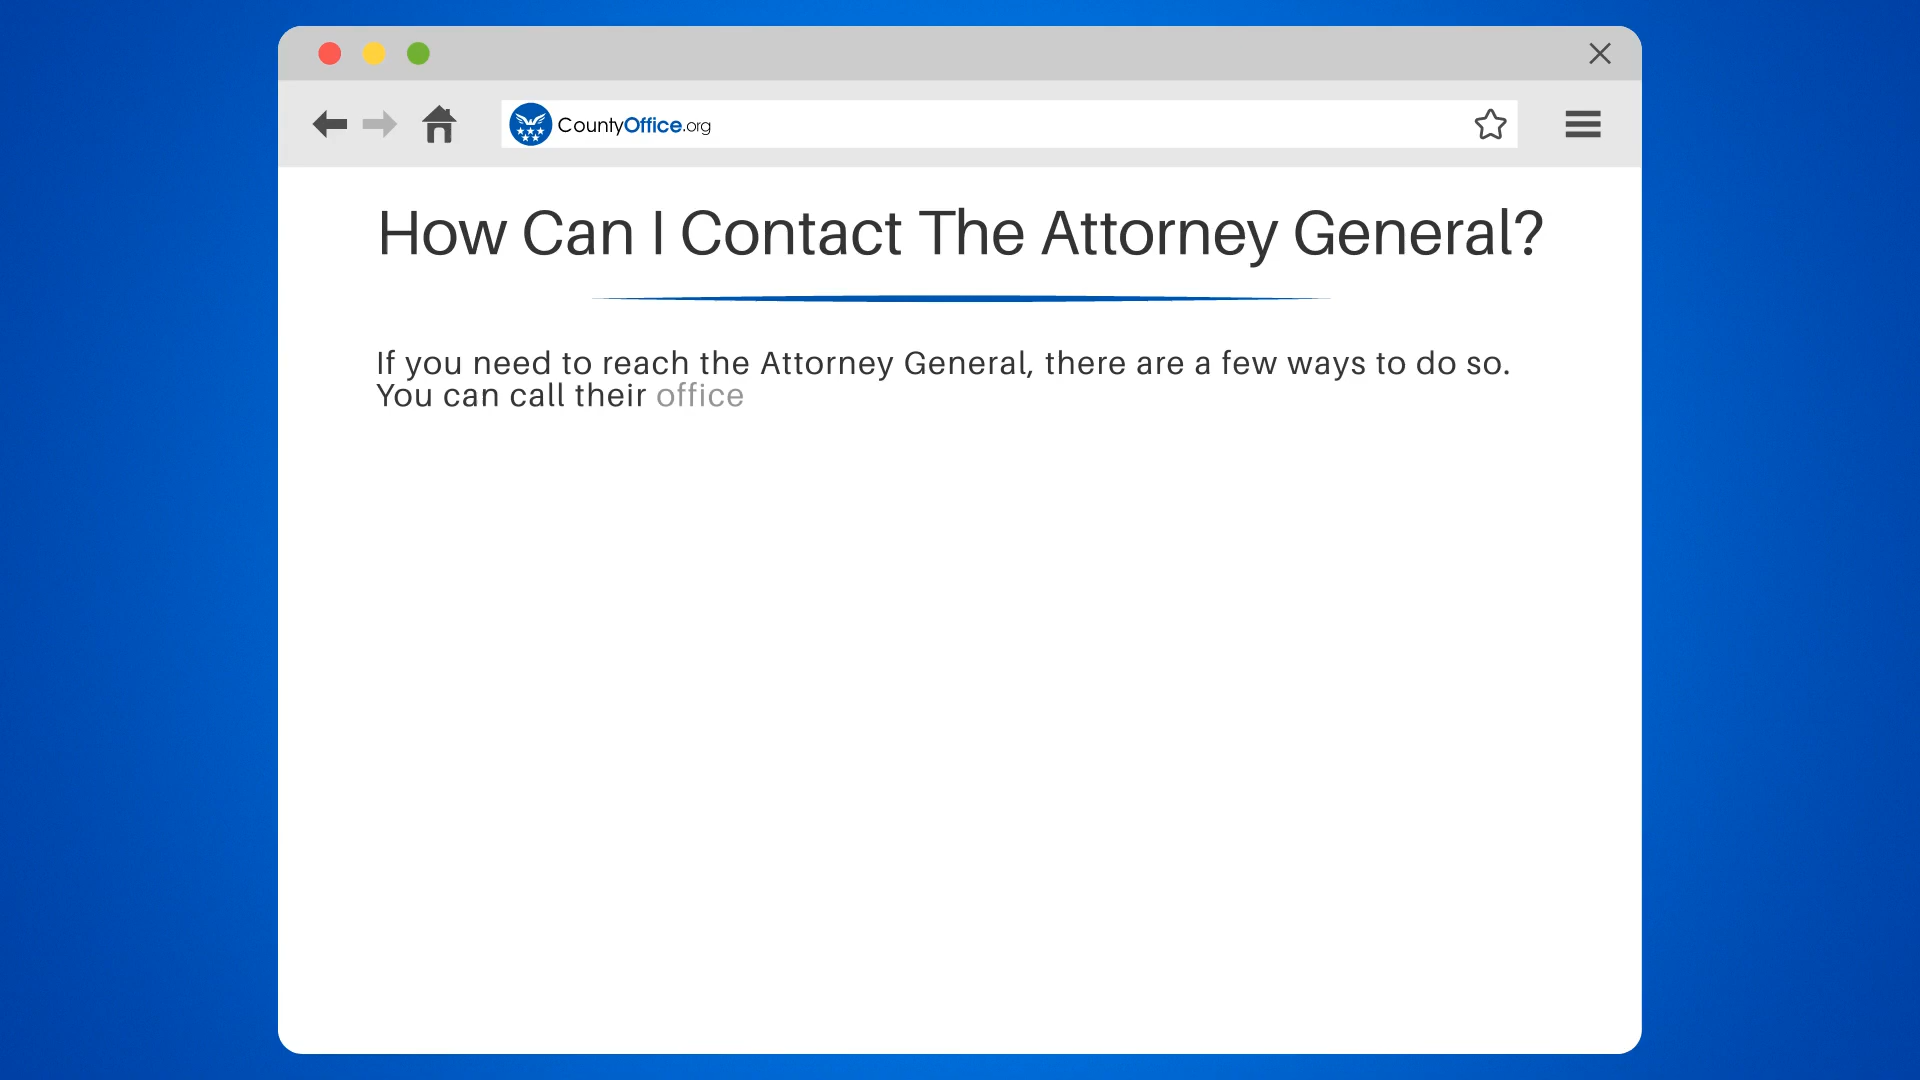 CountyOffice.org
How Can I Contact The Attorney General?
If you need to reach the Attorney General, there are a few ways to do so.
You can call their office